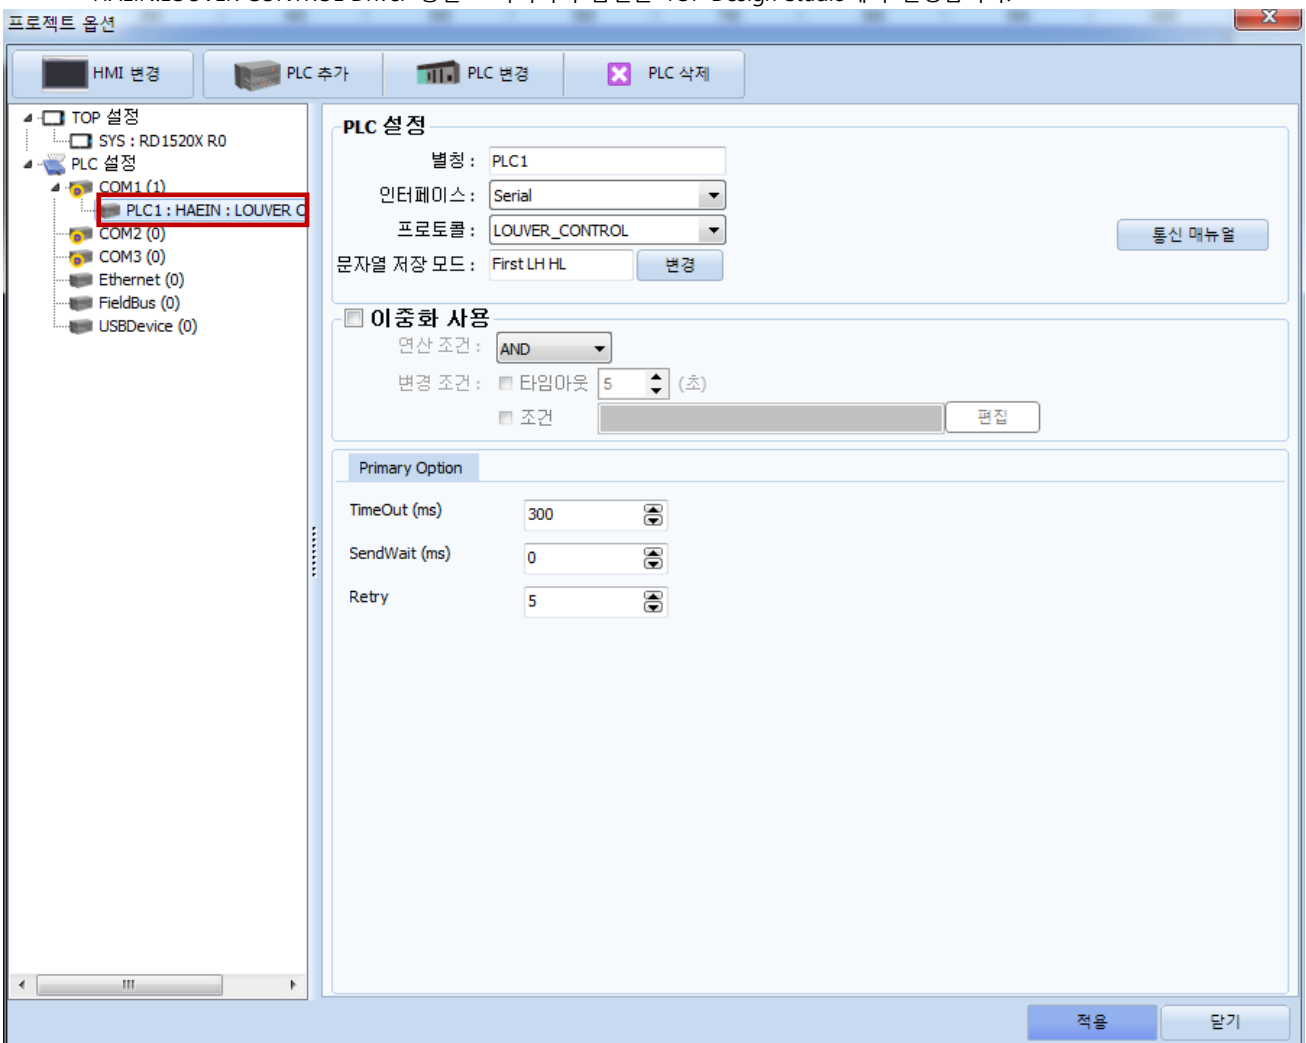 프로젝트 옵션
HMI 변경
PLC 추가
PLC 변경
PLC 삭제
TOP 설정
SYS : RD1520X R0
PLC 설정
COM1 (1)
PLC1 : HAEIN : LOUVER C
COM2 (0)
COM3 (0)
Ethernet (0)
FieldBus (0)
USBDevice (0)
PLC 설정
별칭 : PLC1
인터페이스 : Serial
프로토콜 : LOUVER_CONTROL
통신 매뉴얼
문자열 저장 모드 : First LH HL 변경
이중화 사용
연산 조건 : AND
변경 조건 : 타임아웃 5 (초)
조건 편집
Primary Option
TimeOut (ms) 300
SendWait (ms) 0
Retry 5
적용 닫기